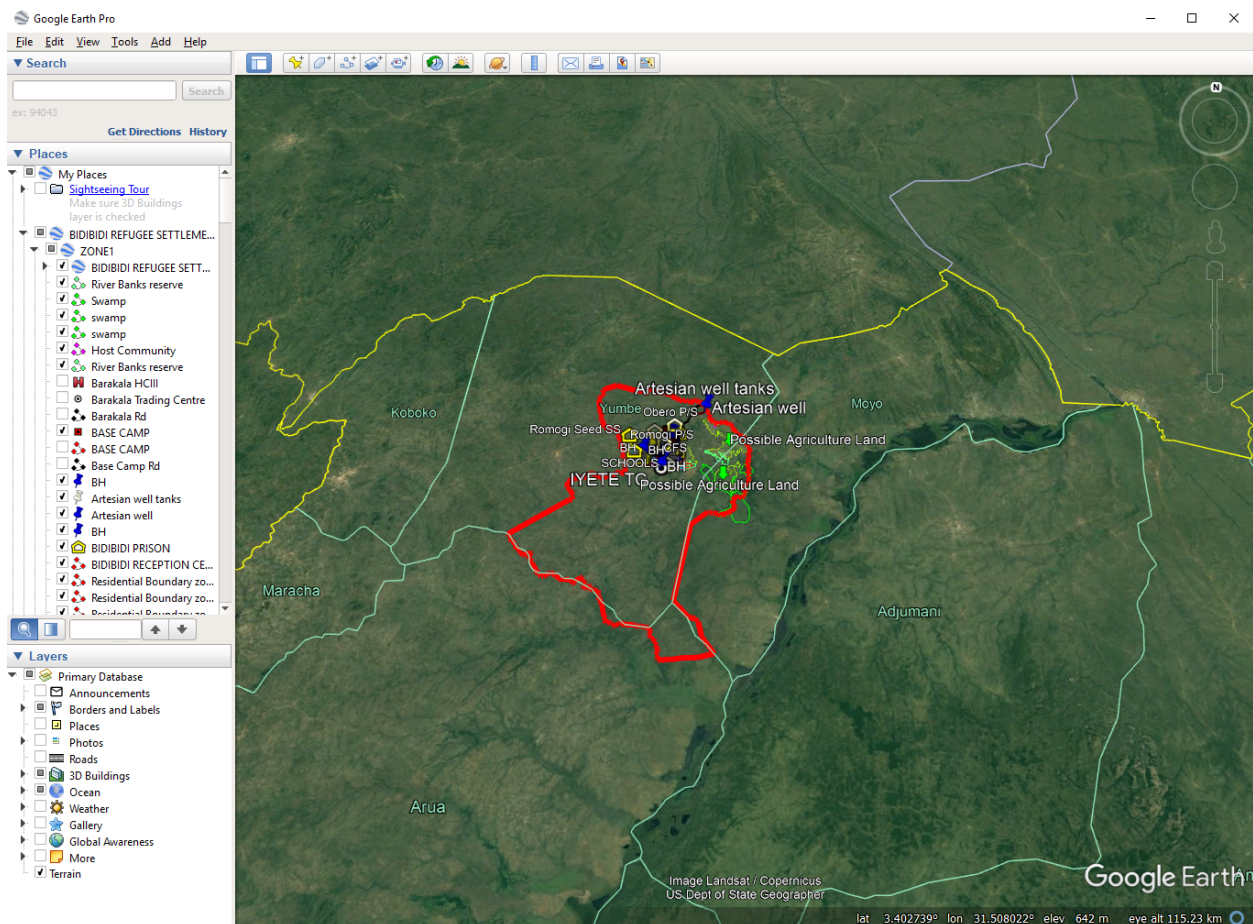 Google Earth Pro
File Edit View Tools Add Help
Search
Search
ex: 94043
Get Directions History
Places
My Places
Sightseeing Tour
Make sure 3D Buildings
layer is checked
BIDIBIDI REFUGEE SETTLEME...
ZONE1
BIDIBIDI REFUGEE SETT...
River Banks reserve
Swamp
swamp
swamp
Host Community
River Banks reserve
Barakala HCIII
Barakala Trading Centre
Barakala Rd
BASE CAMP
BASE CAMP
Base Camp Rd
BH
Artesian well tanks
Artesian well
BH
BIDIBIDI PRISON
BIDIBIDI RECEPTION CE...
Residential Boundary zo...
Residential Boundary zo...
Residential Boundary zo...
Layers
Primary Database
Announcements
Borders and Labels
Places
Photos
Roads
3D Buildings
Ocean
Weather
Gallery
Global Awareness
More
Terrain
N
Artesian well tanks
Koboko
Yumbe
Obero P/S
Artesian well
Moyo
Romogi Seed SS
Romogi P/S
Possible Agriculture Land
BH
BH
CFS
SCHOOLS
BH
IYETE TC
Possible Agriculture Land
Maracha
Adjumani
Arua
Image Landsat / Copernicus
US Dept of State Geographer
Google Earth
lat 3.402739° lon 31.508022° elev 642 m eye alt 115.23 km